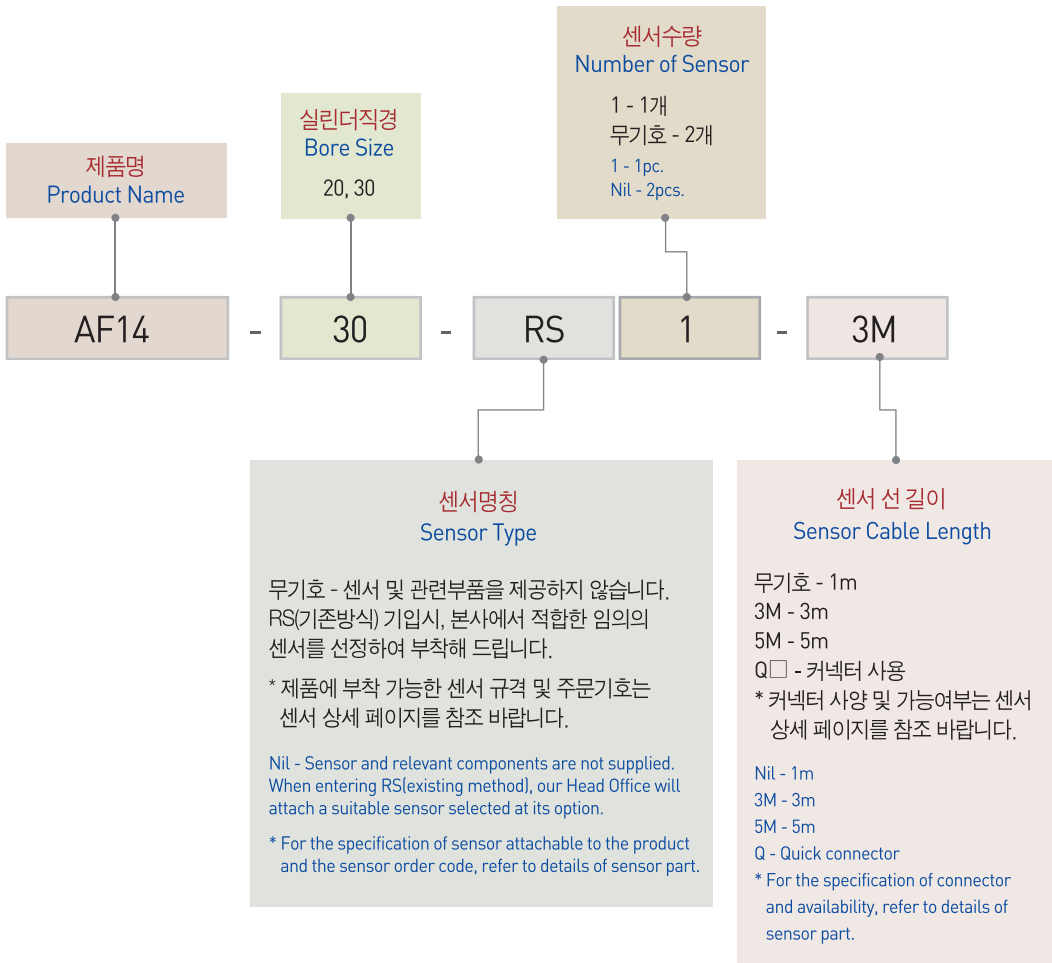 센서수량
Number of Sensor
1 - 1개
무기호 - 2개
1 - 1pc.
Nil - 2pcs.
실린더직경
Bore Size
20, 30
제품명
Product Name
AF14 - 30 - RS 1 - 3M
센서명칭
Sensor Type
무기호 - 센서 및 관련부품을 제공하지 않습니다.
RS(기존방식) 기입시, 본사에서 적합한 임의의
센서를 선정하여 부착해 드립니다.
* 제품에 부착 가능한 센서 규격 및 주문기호는
센서 상세 페이지를 참조 바랍니다.
Nil - Sensor and relevant components are not supplied.
When entering RS(existing method), our Head Office will
attach a suitable sensor selected at its option.
* For the specification of sensor attachable to the product
and the sensor order code, refer to details of sensor part.
센서 선 길이
Sensor Cable Length
무기호 - 1m
3M - 3m
5M - 5m
Q□ - 커넥터 사용
* 커넥터 사양 및 가능여부는 센서
상세 페이지를 참조 바랍니다.
Nil - 1m
3M - 3m
5M - 5m
Q - Quick connector
* For the specification of connector
and availability, refer to details of
sensor part.